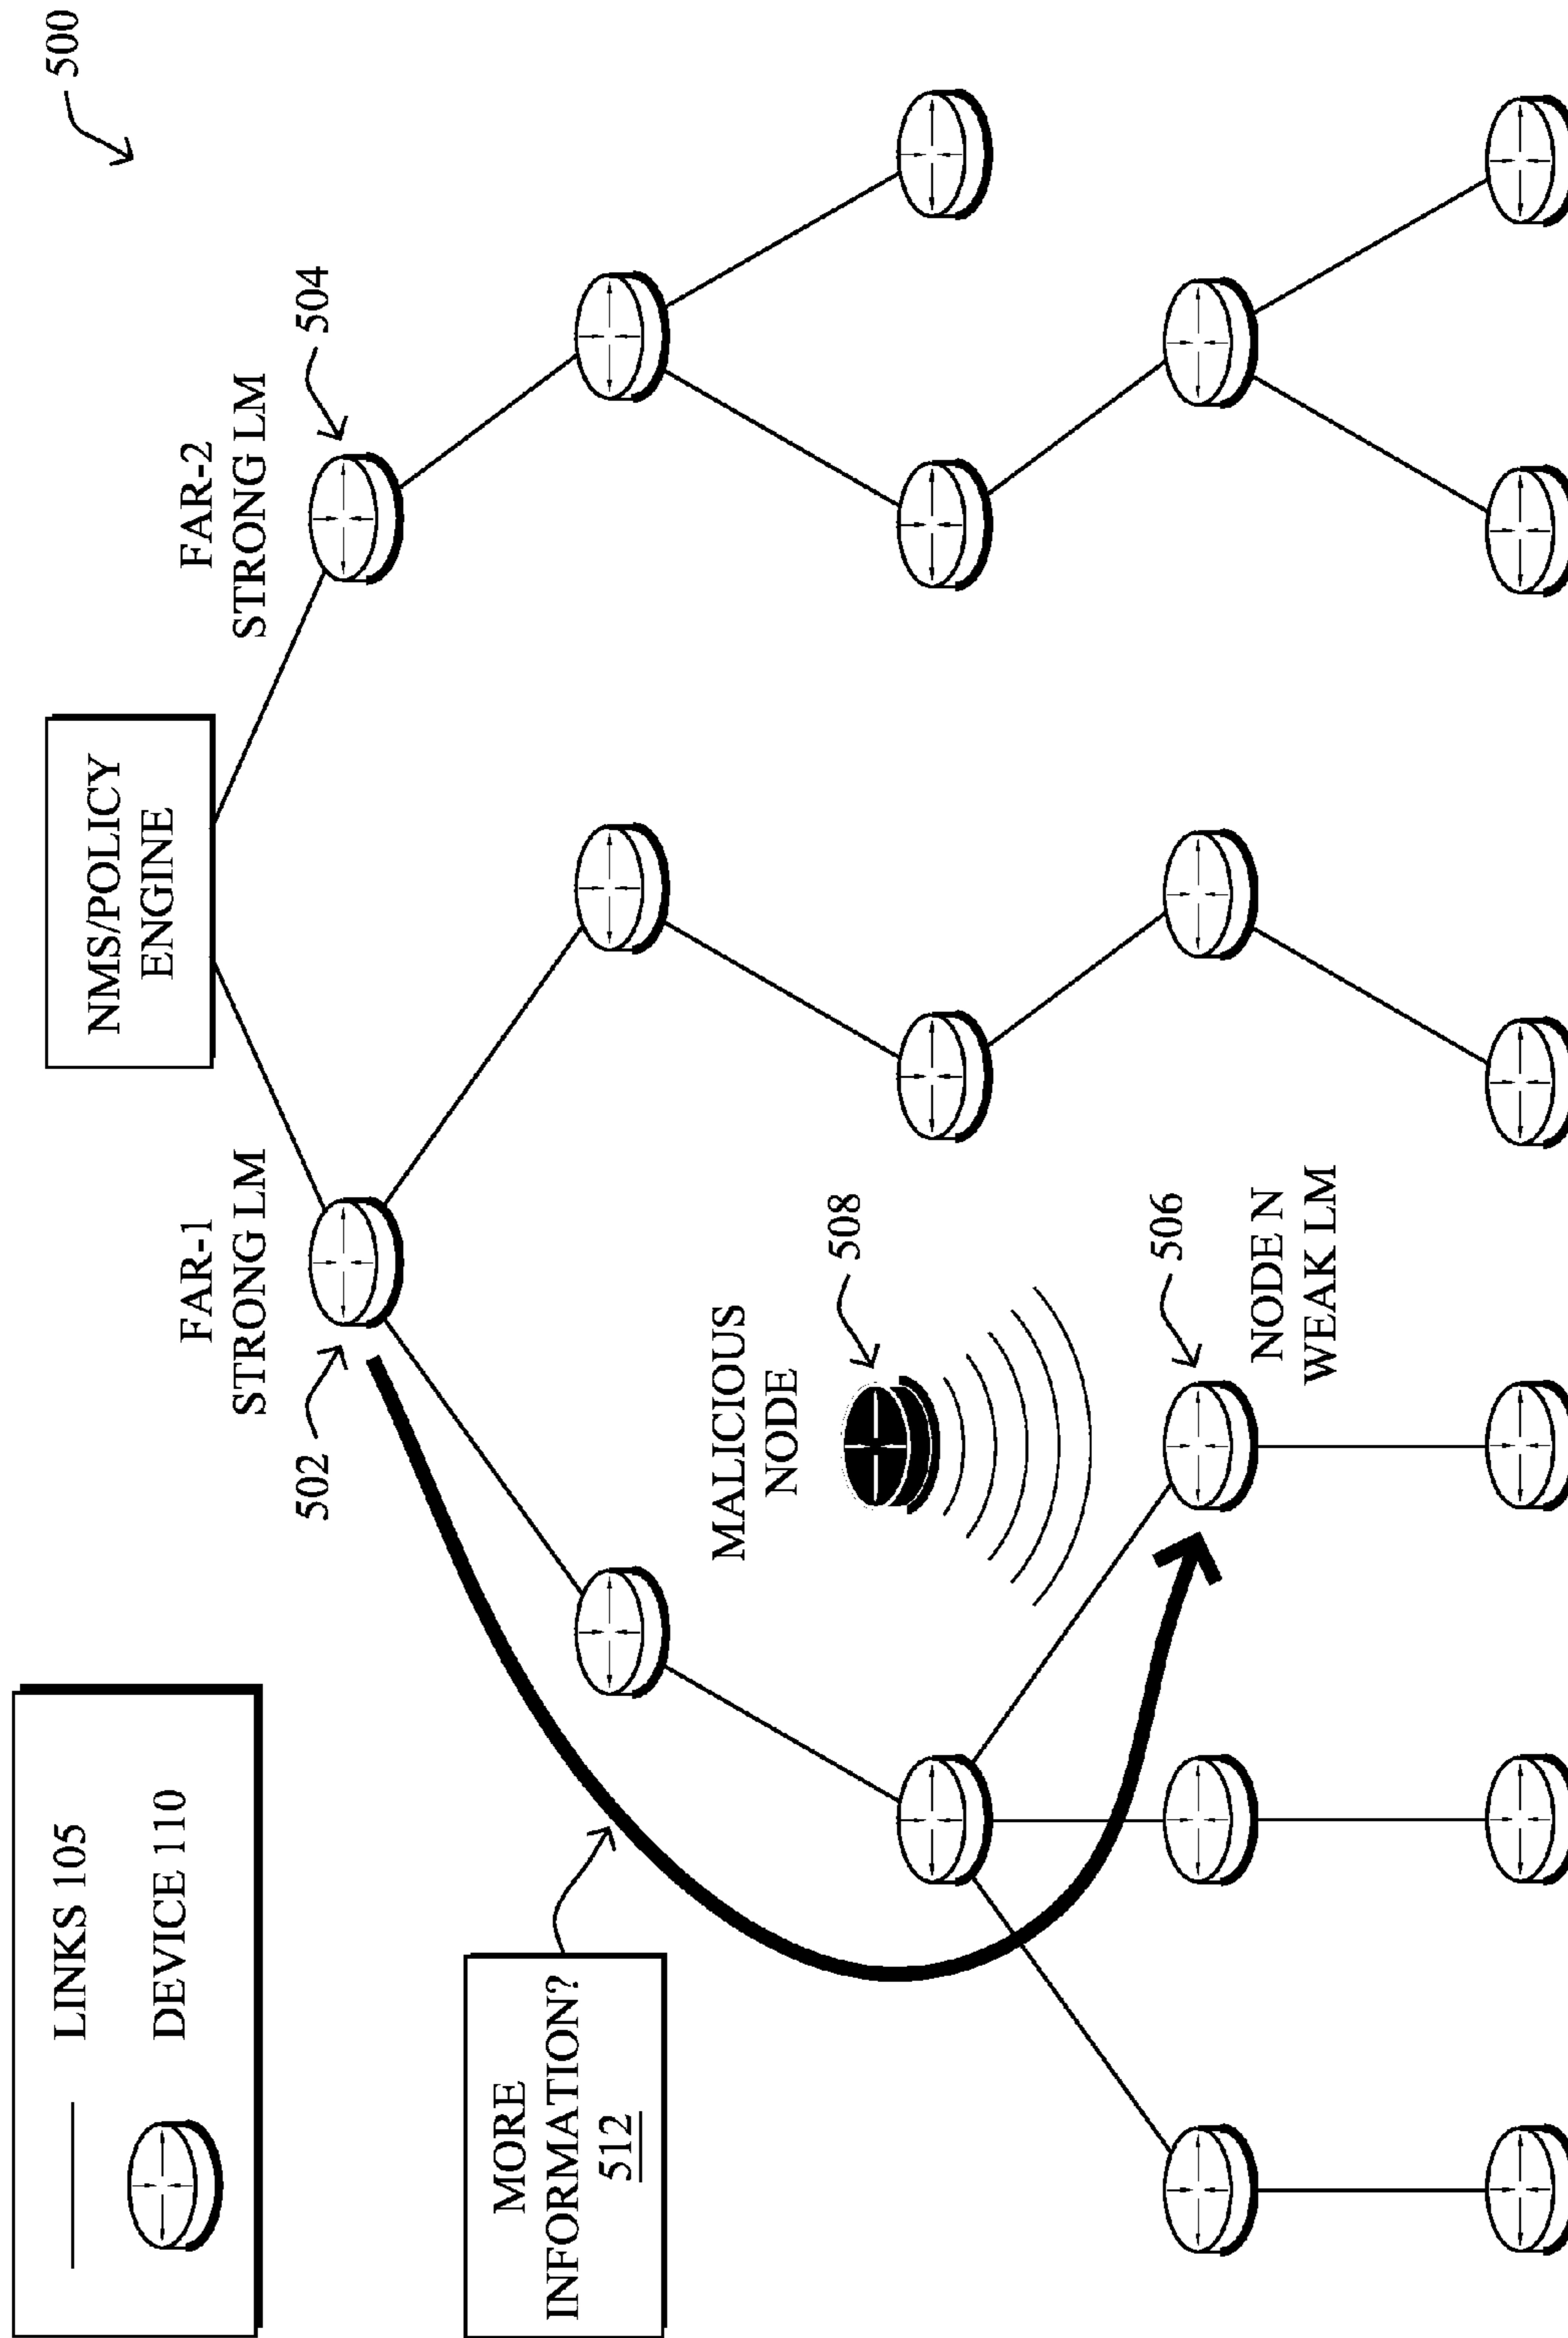 500
LINKS 105
DEVICE 110
NMS/POLICY
ENGINE
FAR-1
STRONG LM
502
FAR-2
STRONG LM
504
MORE
INFORMATION?
512
MALICIOUS
NODE
508
506
NODE N
WEAK LM